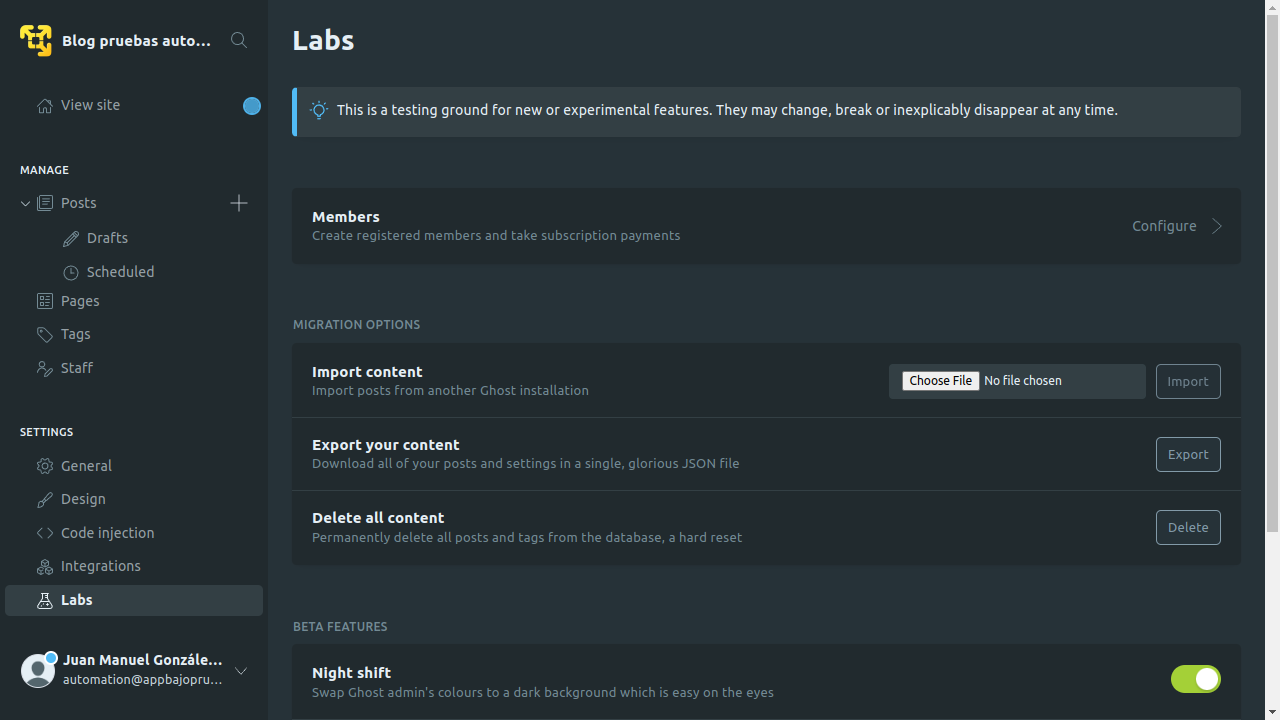 Blog pruebas auto...
View site
MANAGE
Posts
Drafts
Scheduled
Pages
Tags
Staff
SETTINGS
General
Design
Code injection
Integrations
Labs
Juan Manuel Gonzále...
automation@appbajopru...
Labs
This is a testing ground for new or experimental features. They may change, break or inexplicably disappear at any time.
Members
Create registered members and take subscription payments
Configure
MIGRATION OPTIONS
Import content
Import posts from another Ghost installation
Choose File No file chosen
Import
Export your content
Download all of your posts and settings in a single, glorious JSON file
Export
Delete all content
Permanently delete all posts and tags from the database, a hard reset
Delete
BETA FEATURES
Night shift
Swap Ghost admin's colours to a dark background which is easy on the eyes